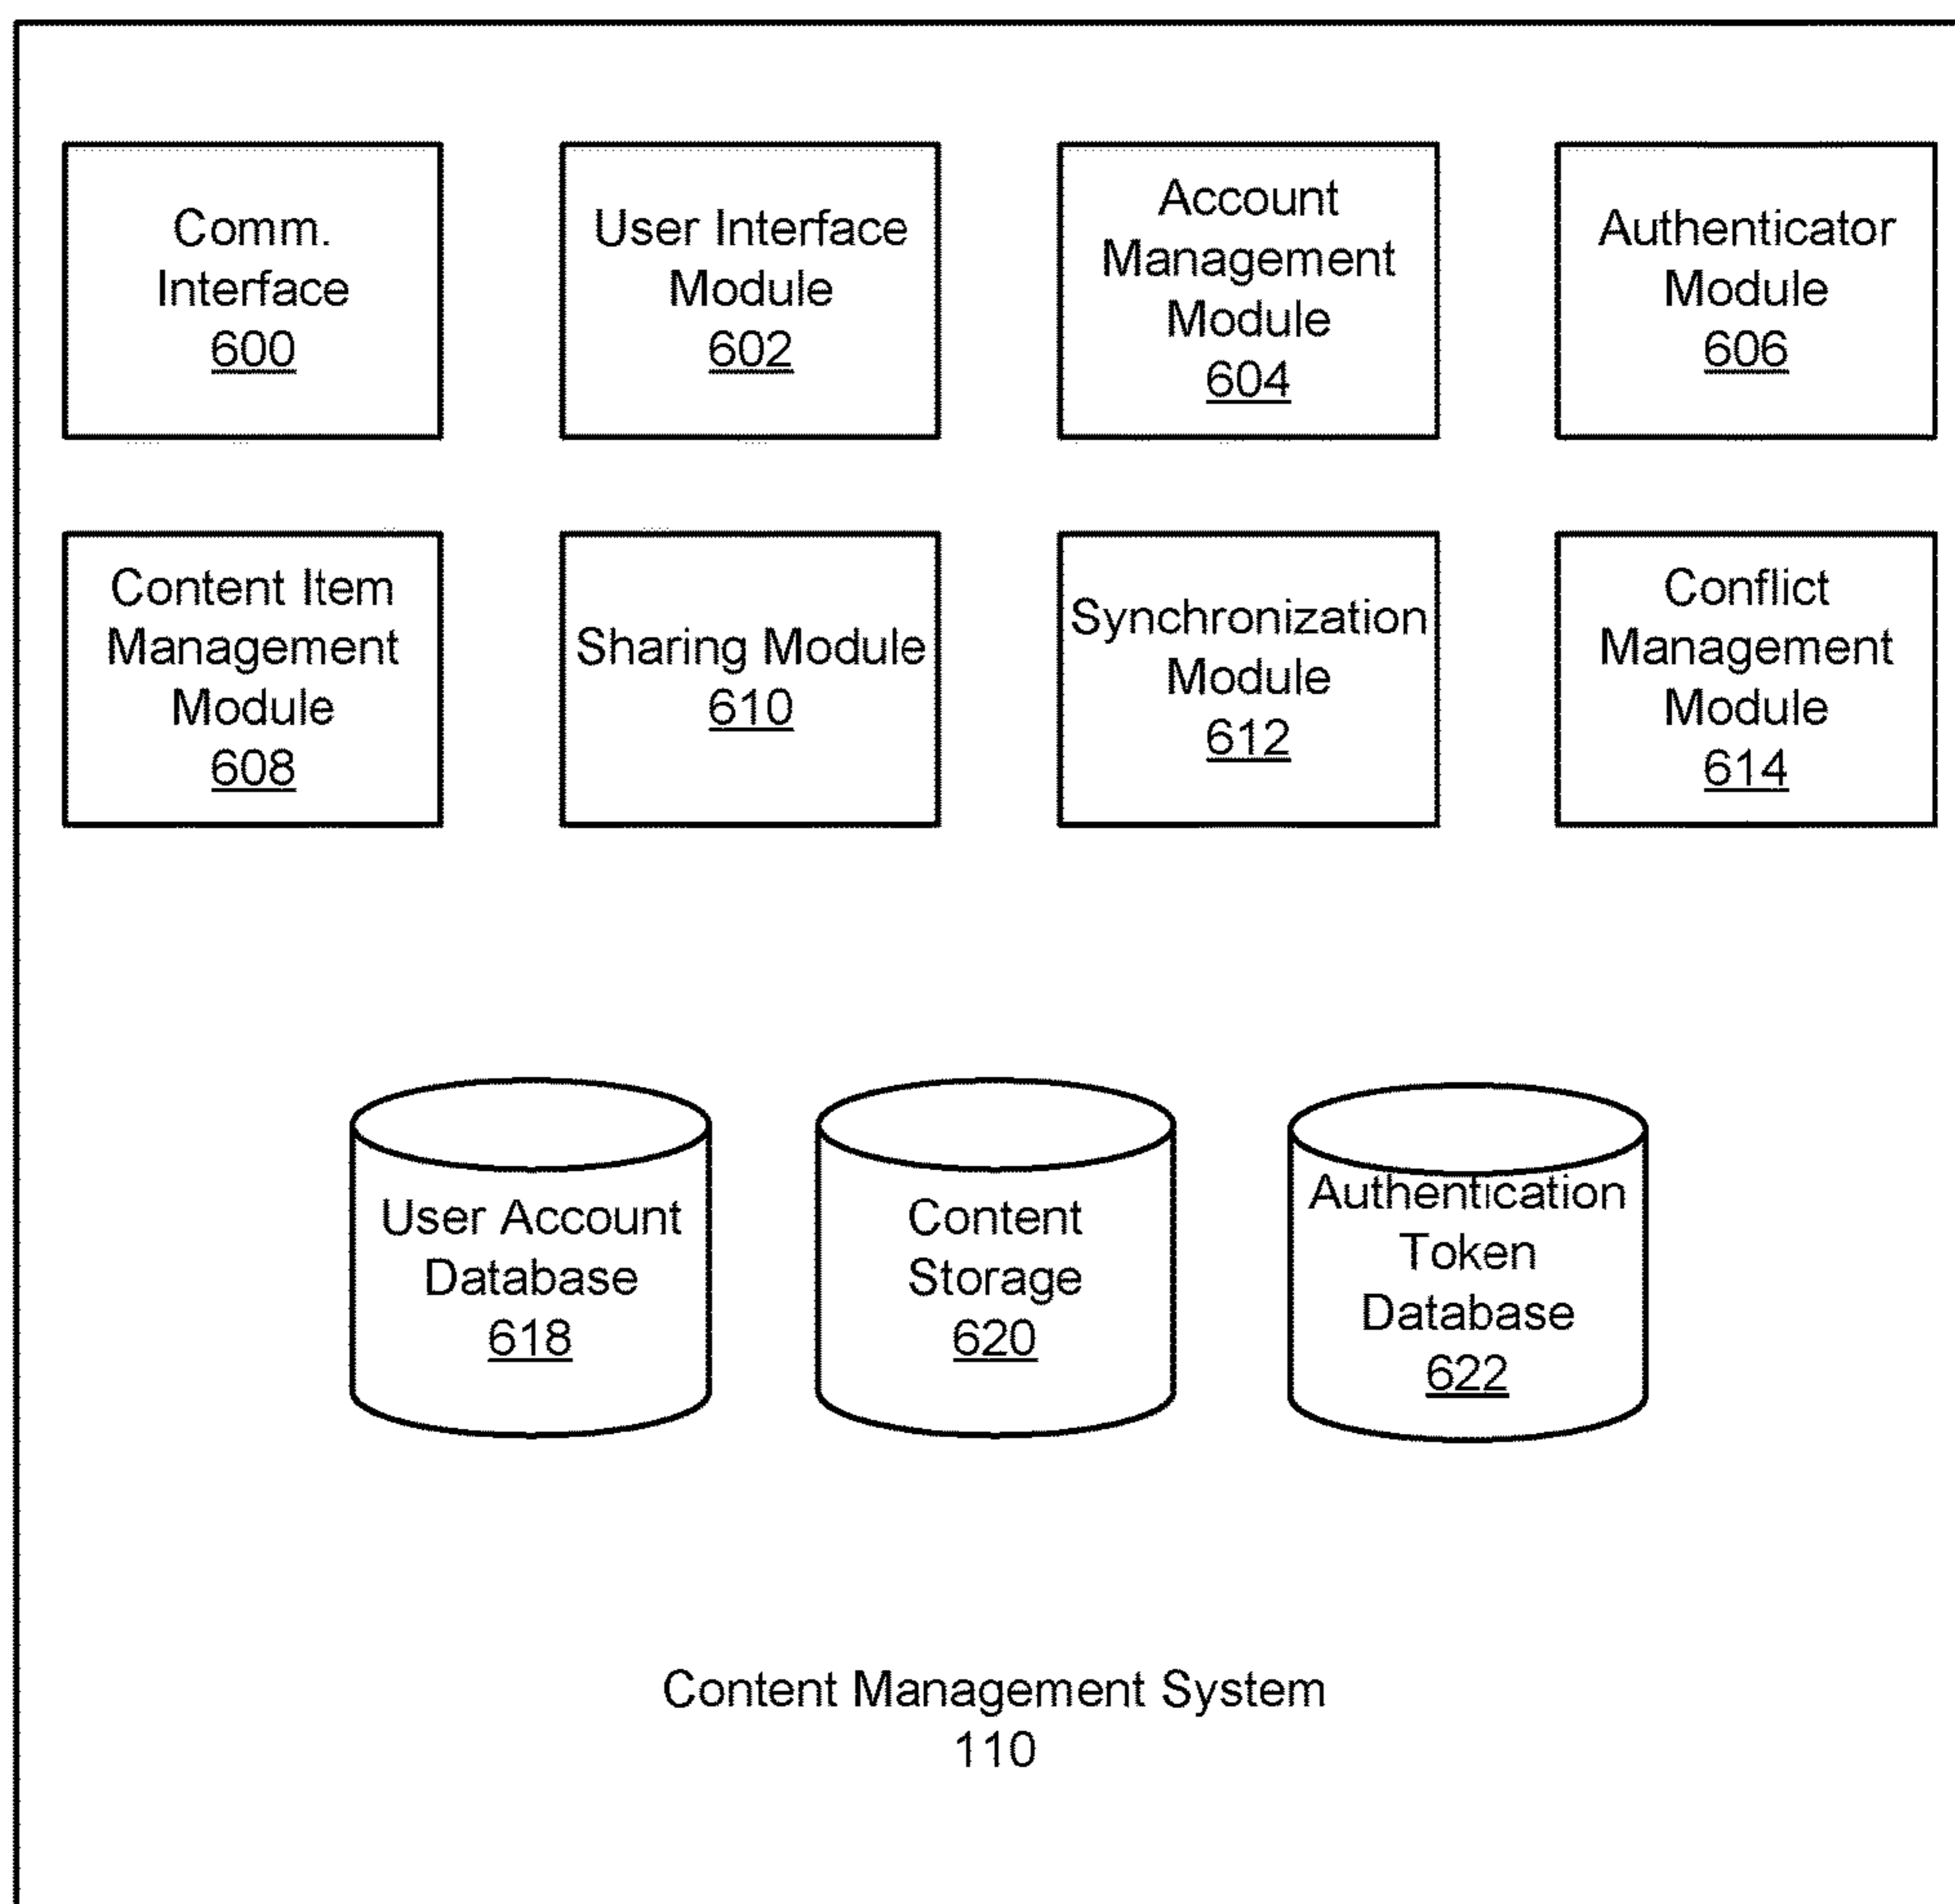 Comm.
Interface
600
User Interface
Module
602
Account
Management
Module
604
Authenticator
Module
606
Content Item
Management
Module
608
Sharing Module
610
Synchronization
Module
612
Conflict
Management
Module
614
User Account
Database
618
Content
Storage
620
Authentication
Token
Database
622
Content Management System
110